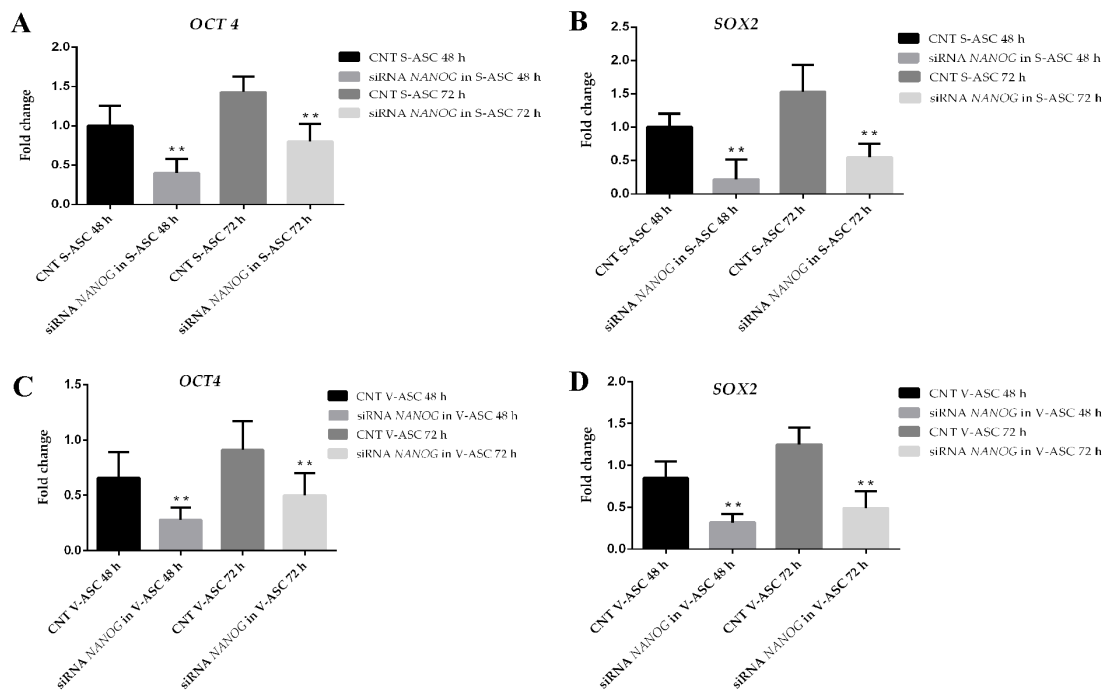 A
OCT 4
Fold change
2.0
1.5
1.0
0.5
0.0
CNT S-ASC 48 h
siRNA NANOG in S-ASC 48 h
CNT S-ASC 72 h
siRNA NANOG in S-ASC 72 h
**
**
CNT S-ASC 48 h
siRNA NANOG in S-ASC 48 h
CNT S-ASC 72 h
siRNA NANOG in S-ASC 72 h
B
SOX2
Fold change
2.5
2.0
1.5
1.0
0.5
0.0
CNT S-ASC 48 h
siRNA NANOG in S-ASC 48 h
CNT S-ASC 72 h
siRNA NANOG in S-ASC 72 h
**
**
CNT S-ASC 48 h
siRNA NANOG in S-ASC 48 h
CNT S-ASC 72 h
siRNA NANOG in S-ASC 72 h
C
OCT4
Fold change
1.5
1.0
0.5
0.0
CNT V-ASC 48 h
siRNA NANOG in V-ASC 48 h
CNT V-ASC 72 h
siRNA NANOG in V-ASC 72 h
**
**
CNT V-ASC 48 h
siRNA NANOG in V-ASC 48 h
CNT V-ASC 72 h
siRNA NANOG in V-ASC 72 h
D
SOX2
Fold change
2.0
1.5
1.0
0.5
0.0
CNT V-ASC 48 h
siRNA NANOG in V-ASC 48 h
CNT V-ASC 72 h
siRNA NANOG in V-ASC 72 h
**
**
CNT V-ASC 48 h
siRNA NANOG in V-ASC 48 h
CNT V-ASC 72 h
siRNA NANOG in V-ASC 72 h